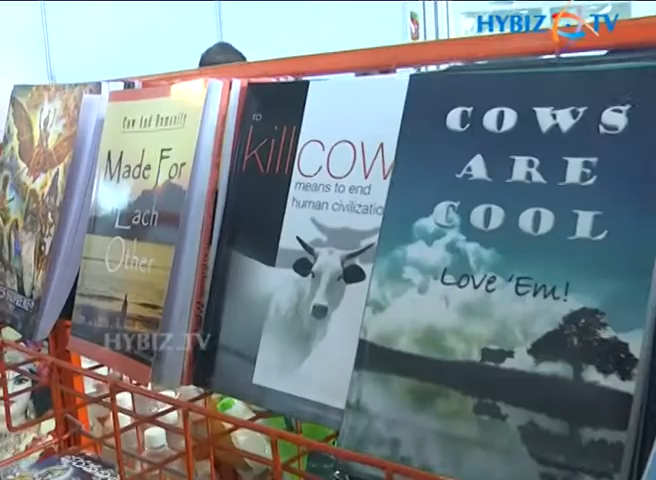 HYBIZ TV
Cow And Humanity
Made For
Each
Other
to
kill COW
means to end
human civilization
COWS
ARE
COOL
Love 'Em!
HYBIZ.TV